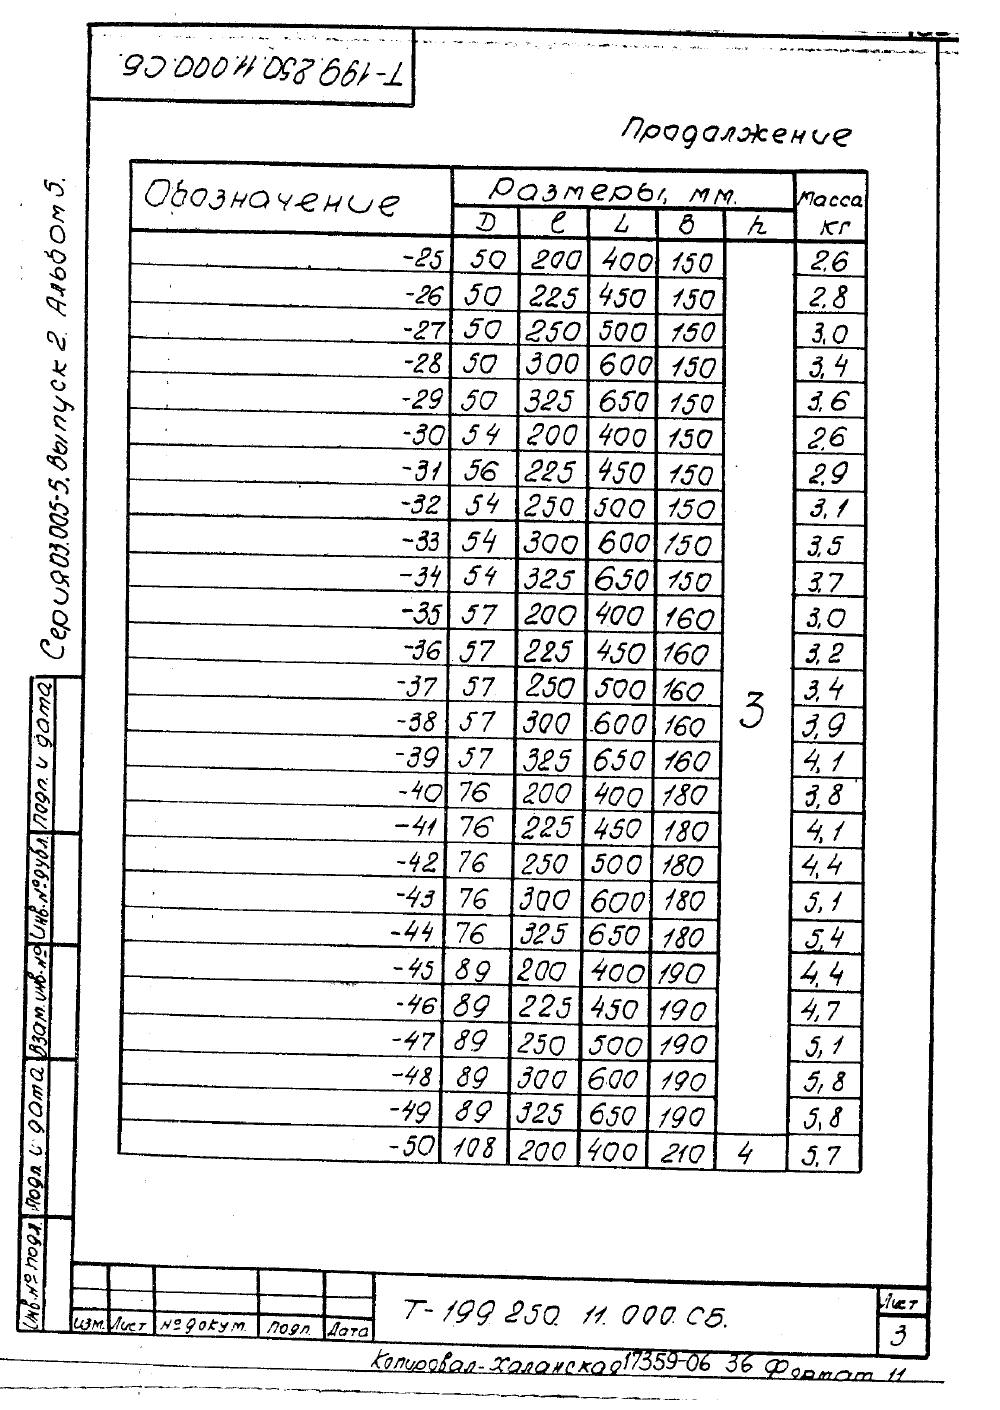 Т-199.250.11.000.СБ.
Продолжение
Серия 03.005-5. Выпуск 2. Альбом 5.
Обозначение Размеры, мм. Масса кг
D ℓ L В h
-25 50 200 400 150 2,6
-26 50 225 450 150 2,8
-27 50 250 500 150 3,0
-28 50 300 600 150 3,4
-29 50 325 650 150 3,6
-30 54 200 400 150 2,6
-31 56 225 450 150 2,9
-32 54 250 500 150 3,1
-33 54 300 600 150 3,5
-34 54 325 650 150 3,7
-35 57 200 400 160 3,0
-36 57 225 450 160 3,2
-37 57 250 500 160 3 3,4
-38 57 300 600 160 3,9
-39 57 325 650 160 4,1
-40 76 200 400 180 3,8
-41 76 225 450 180 4,1
-42 76 250 500 180 4,4
-43 76 300 600 180 5,1
-44 76 325 650 180 5,4
-45 89 200 400 190 4,4
-46 89 225 450 190 4,7
-47 89 250 500 190 5,1
-48 89 300 600 190 5,8
-49 89 325 650 190 5,8
-50 108 200 400 210 4 5,7
Подп. и дата
Инв.№дубл.
Взам.инв.№
Подп. и дата
Инв.№ подл.
Изм. Лист № докум. Подп. Дата
Т-199 250. 11. 000. СБ.
Лист
3
Копировал-Халанская 17359-06 36 Формат 11